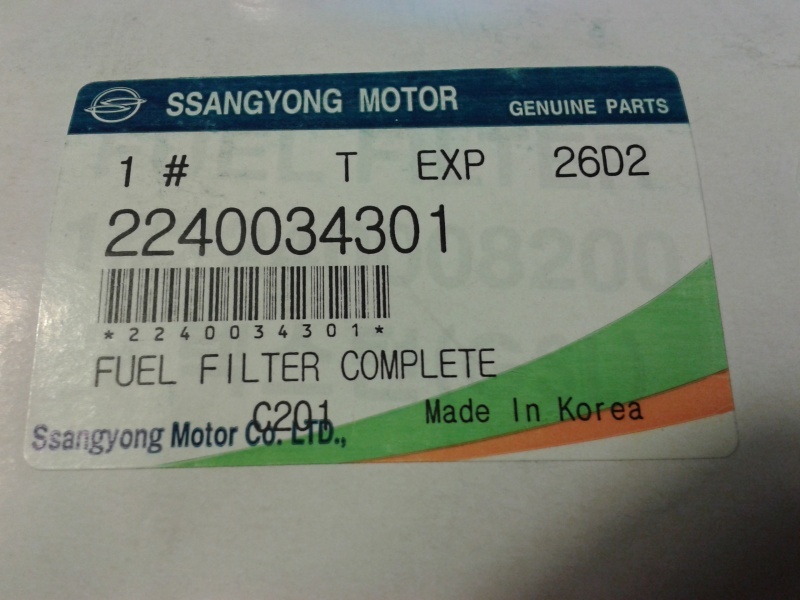 SSANGYONG MOTOR GENUINE PARTS
1 # T EXP 26D2
2240034301
*2240034301*
FUEL FILTER COMPLETE
C201 Made In Korea
Ssangyong Motor Co. LTD.,